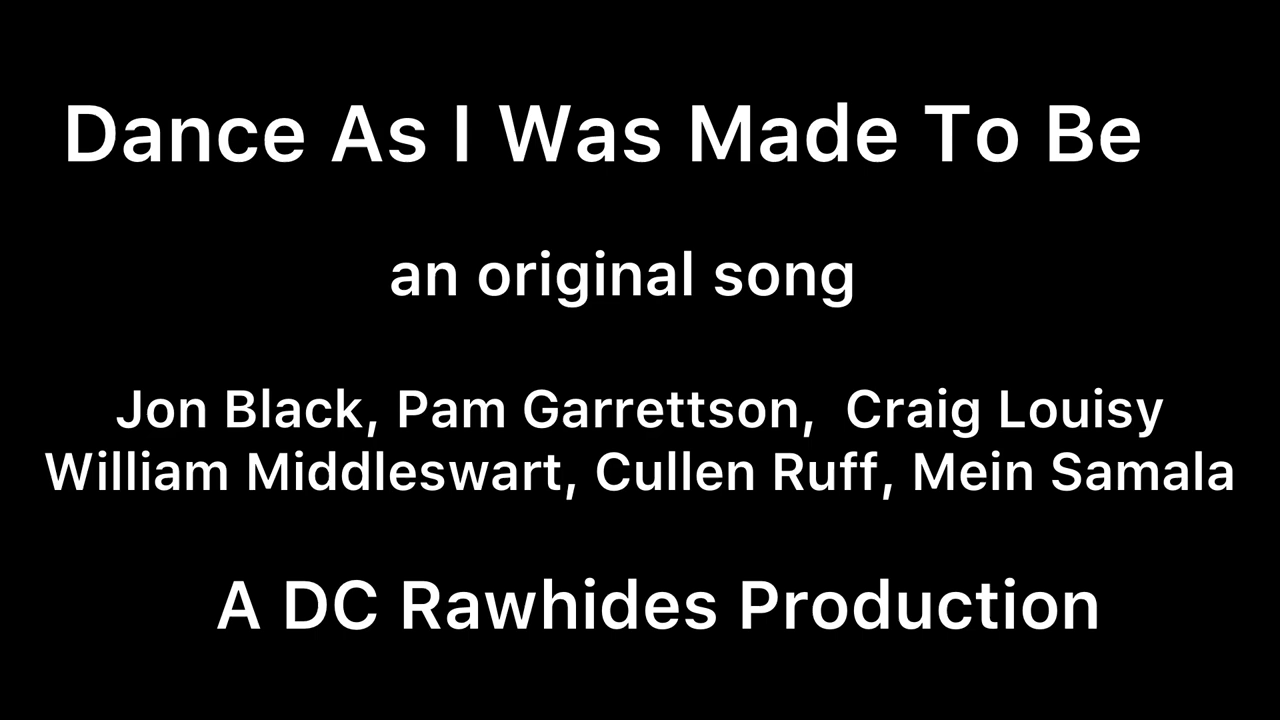 Dance As I Was Made To Be
an original song
Jon Black, Pam Garrettson,  Craig Louisy
William Middleswart, Cullen Ruff, Mein Samala
A DC Rawhides Production